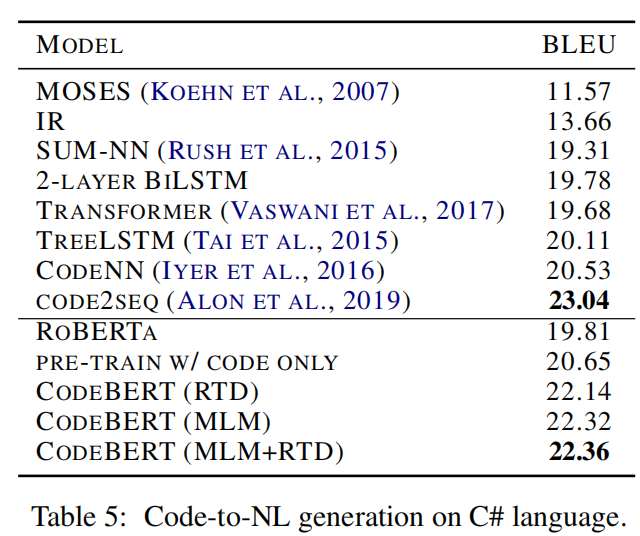 MODEL BLEU
MOSES (KOEHN ET AL., 2007) 11.57
IR 13.66
SUM-NN (RUSH ET AL., 2015) 19.31
2-LAYER BILSTM 19.78
TRANSFORMER (VASWANI ET AL., 2017) 19.68
TREELSTM (TAI ET AL., 2015) 20.11
CODENN (IYER ET AL., 2016) 20.53
CODE2SEQ (ALON ET AL., 2019) 23.04
ROBERTA 19.81
PRE-TRAIN W/ CODE ONLY 20.65
CODEBERT (RTD) 22.14
CODEBERT (MLM) 22.32
CODEBERT (MLM+RTD) 22.36
Table 5: Code-to-NL generation on C# language.